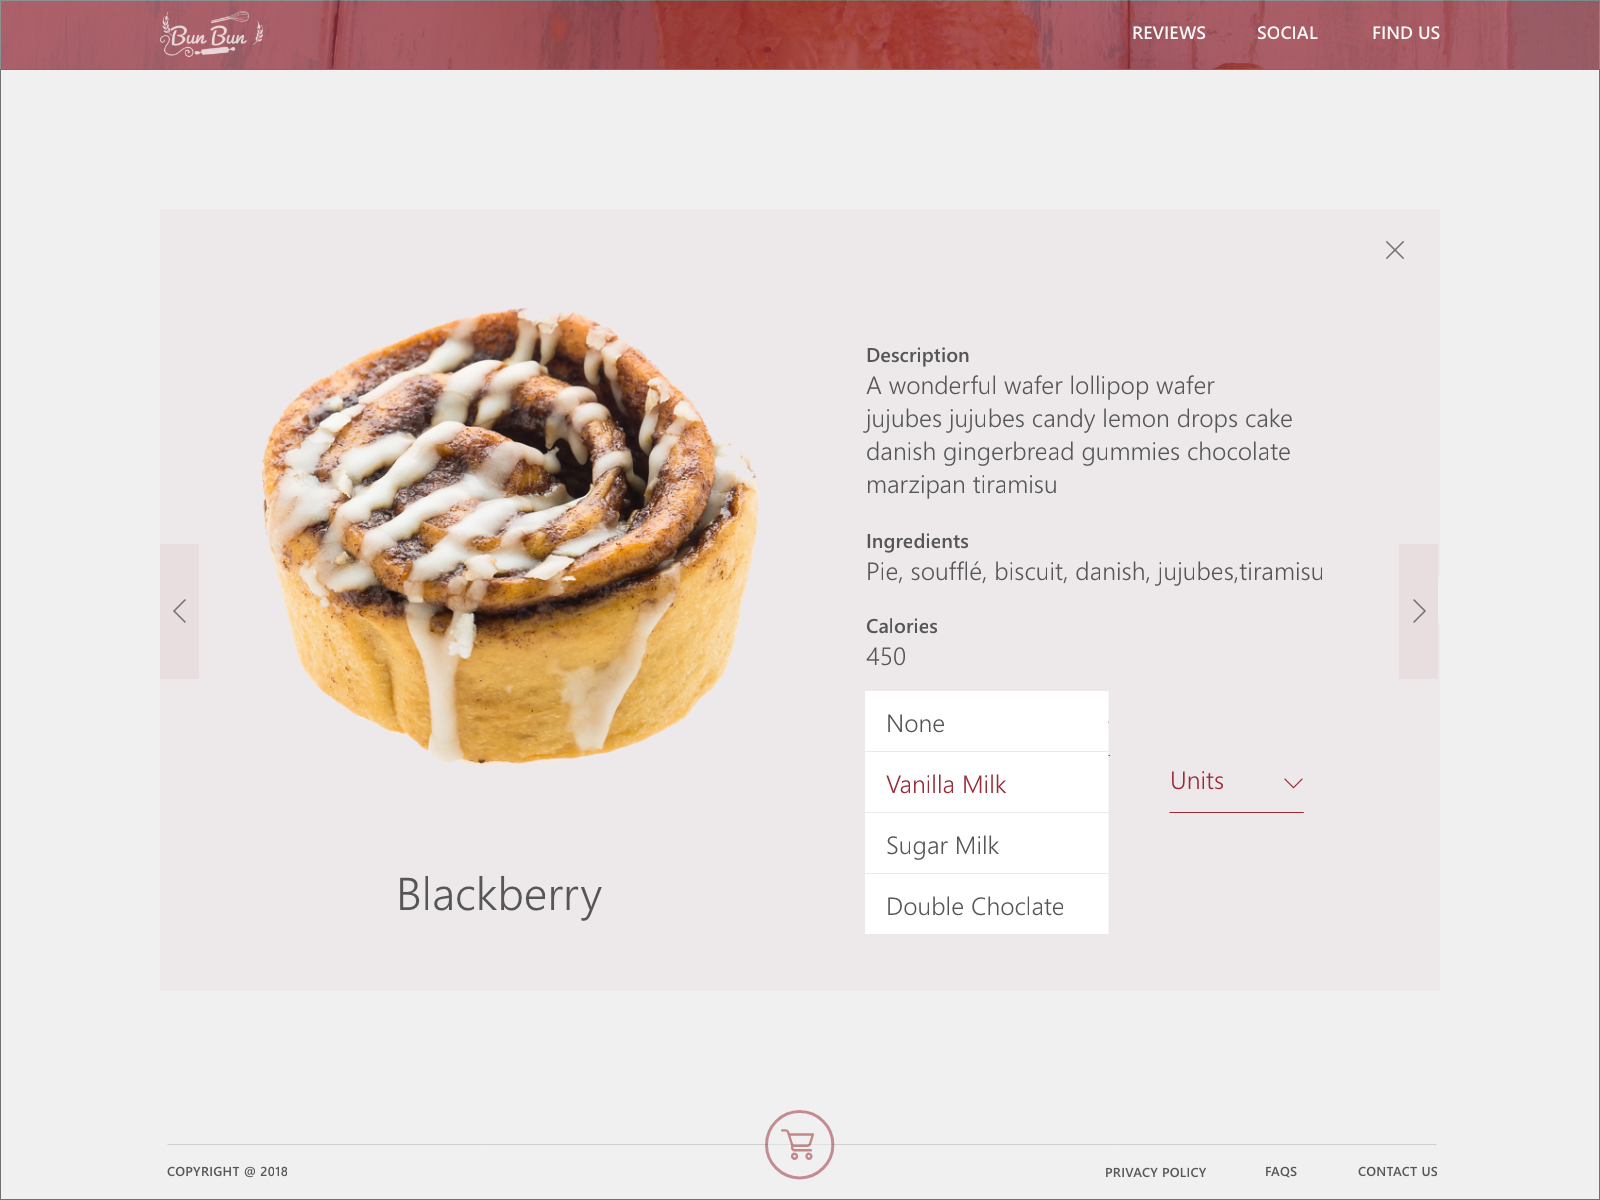 Bun Bun
REVIEWS
SOCIAL
FIND US
Description
A wonderful wafer lollipop wafer
jujubes jujubes candy lemon drops cake
danish gingerbread gummies chocolate
marzipan tiramisu
Ingredients
Pie, soufflé, biscuit, danish, jujubes,tiramisu
Calories
450
None
Vanilla Milk
Sugar Milk
Double Choclate
Units
Blackberry
COPYRIGHT @ 2018
PRIVACY POLICY
FAQS
CONTACT US